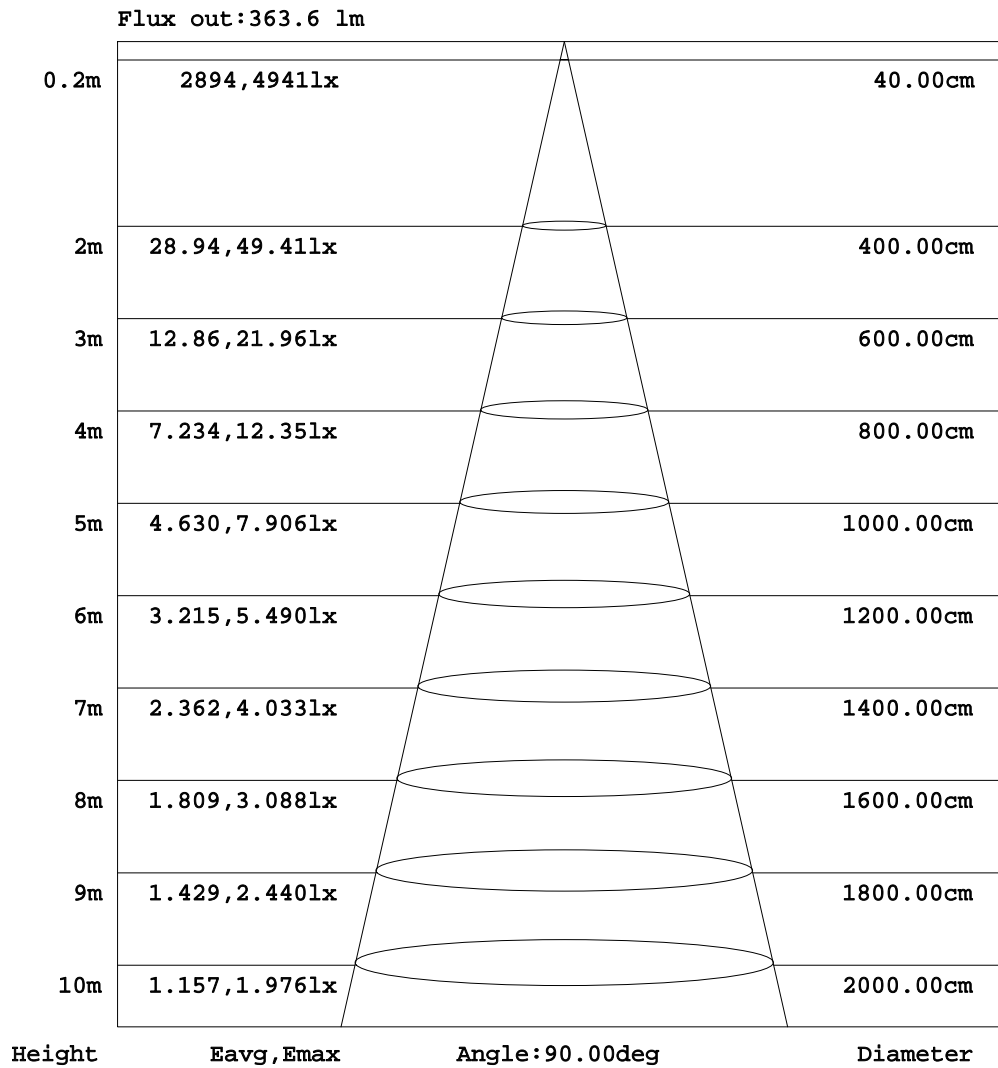 Flux out:363.6 lm
0.2m 2894,4941lx 40.00cm
2m 28.94,49.41lx 400.00cm
3m 12.86,21.96lx 600.00cm
4m 7.234,12.35lx 800.00cm
5m 4.630,7.906lx 1000.00cm
6m 3.215,5.490lx 1200.00cm
7m 2.362,4.033lx 1400.00cm
8m 1.809,3.088lx 1600.00cm
9m 1.429,2.440lx 1800.00cm
10m 1.157,1.976lx 2000.00cm
Height Eavg,Emax Angle:90.00deg Diameter